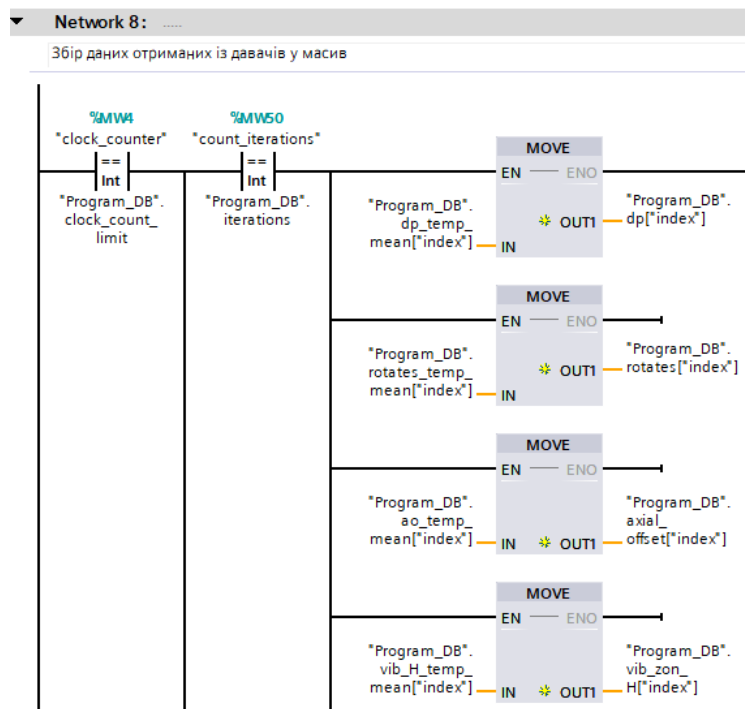 Network 8: .....
Збір даних отриманих із давачів у масив
%MW4
"clock_counter"
==
Int
"Program_DB".
clock_count_
limit
%MW50
"count_iterations"
==
Int
"Program_DB".
iterations
MOVE
EN
ENO
"Program_DB".
dp_temp_
mean["index"]
IN
OUT1
"Program_DB".
dp["index"]
MOVE
EN
ENO
"Program_DB".
rotates_temp_
mean["index"]
IN
OUT1
"Program_DB".
rotates["index"]
MOVE
EN
ENO
"Program_DB".
ao_temp_
mean["index"]
IN
OUT1
"Program_DB".
axial_
offset["index"]
MOVE
EN
ENO
"Program_DB".
vib_H_temp_
mean["index"]
IN
OUT1
"Program_DB".
vib_zon_
H["index"]